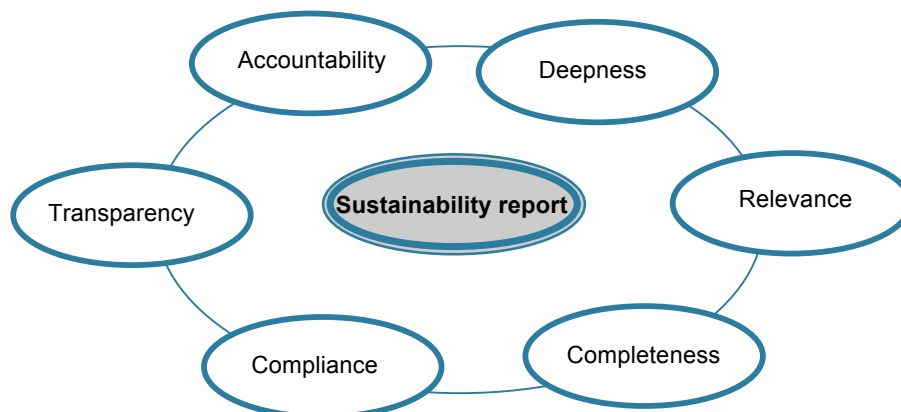 Accountability
Deepness
Transparency
Sustainability report
Relevance
Compliance
Completeness